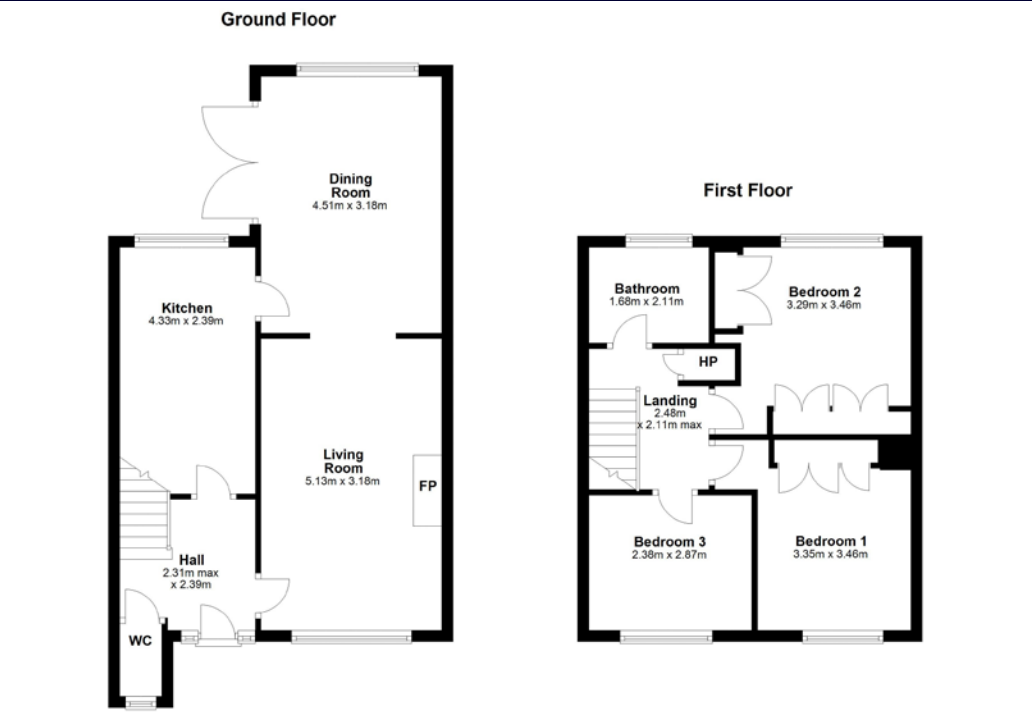 Ground Floor
Dining
Room
4.51m x 3.18m
Kitchen
4.33m x 2.39m
Living
Room
5.13m x 3.18m
FP
Hall
2.31m max
x 2.39m
WC
First Floor
Bathroom
1.68m x 2.11m
Bedroom 2
3.29m x 3.46m
HP
Landing
2.48m
x 2.11m max
Bedroom 3
2.38m x 2.87m
Bedroom 1
3.35m x 3.46m